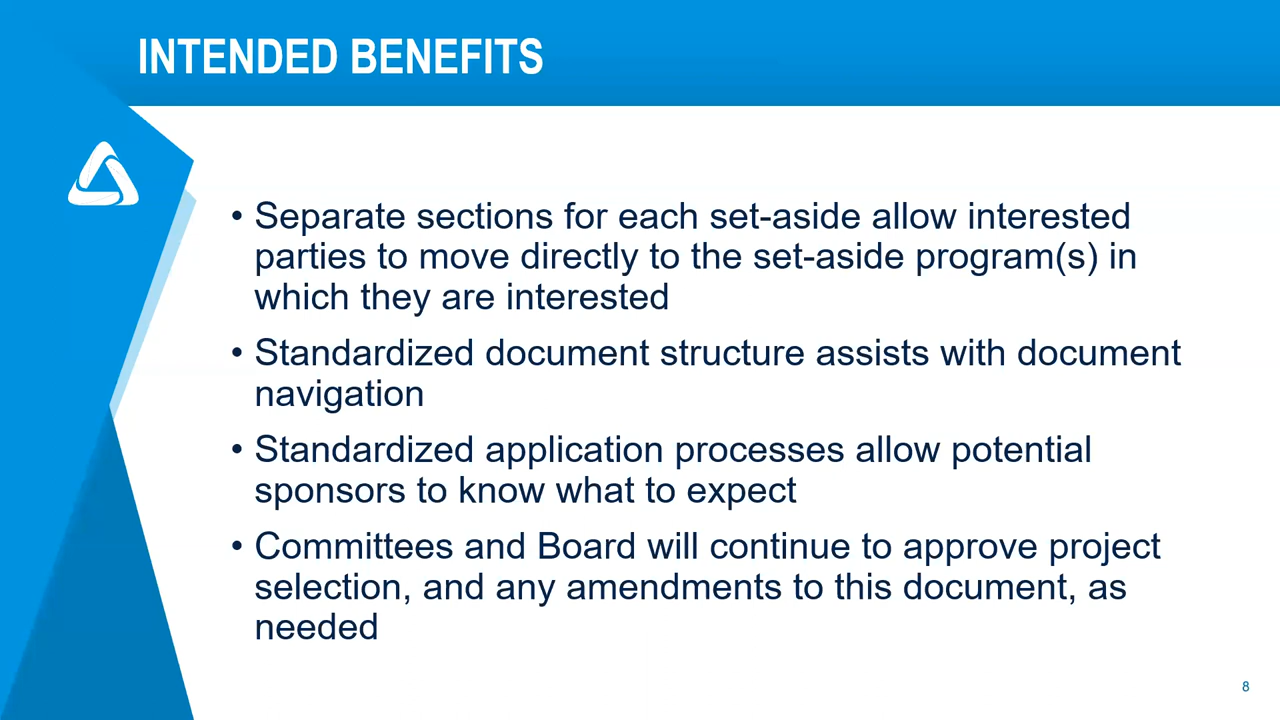 INTENDED BENEFITS
• Separate sections for each set-aside allow interested
parties to move directly to the set-aside program(s) in
which they are interested
• Standardized document structure assists with document
navigation
• Standardized application processes allow potential
sponsors to know what to expect
• Committees and Board will continue to approve project
selection, and any amendments to this document, as
needed
8